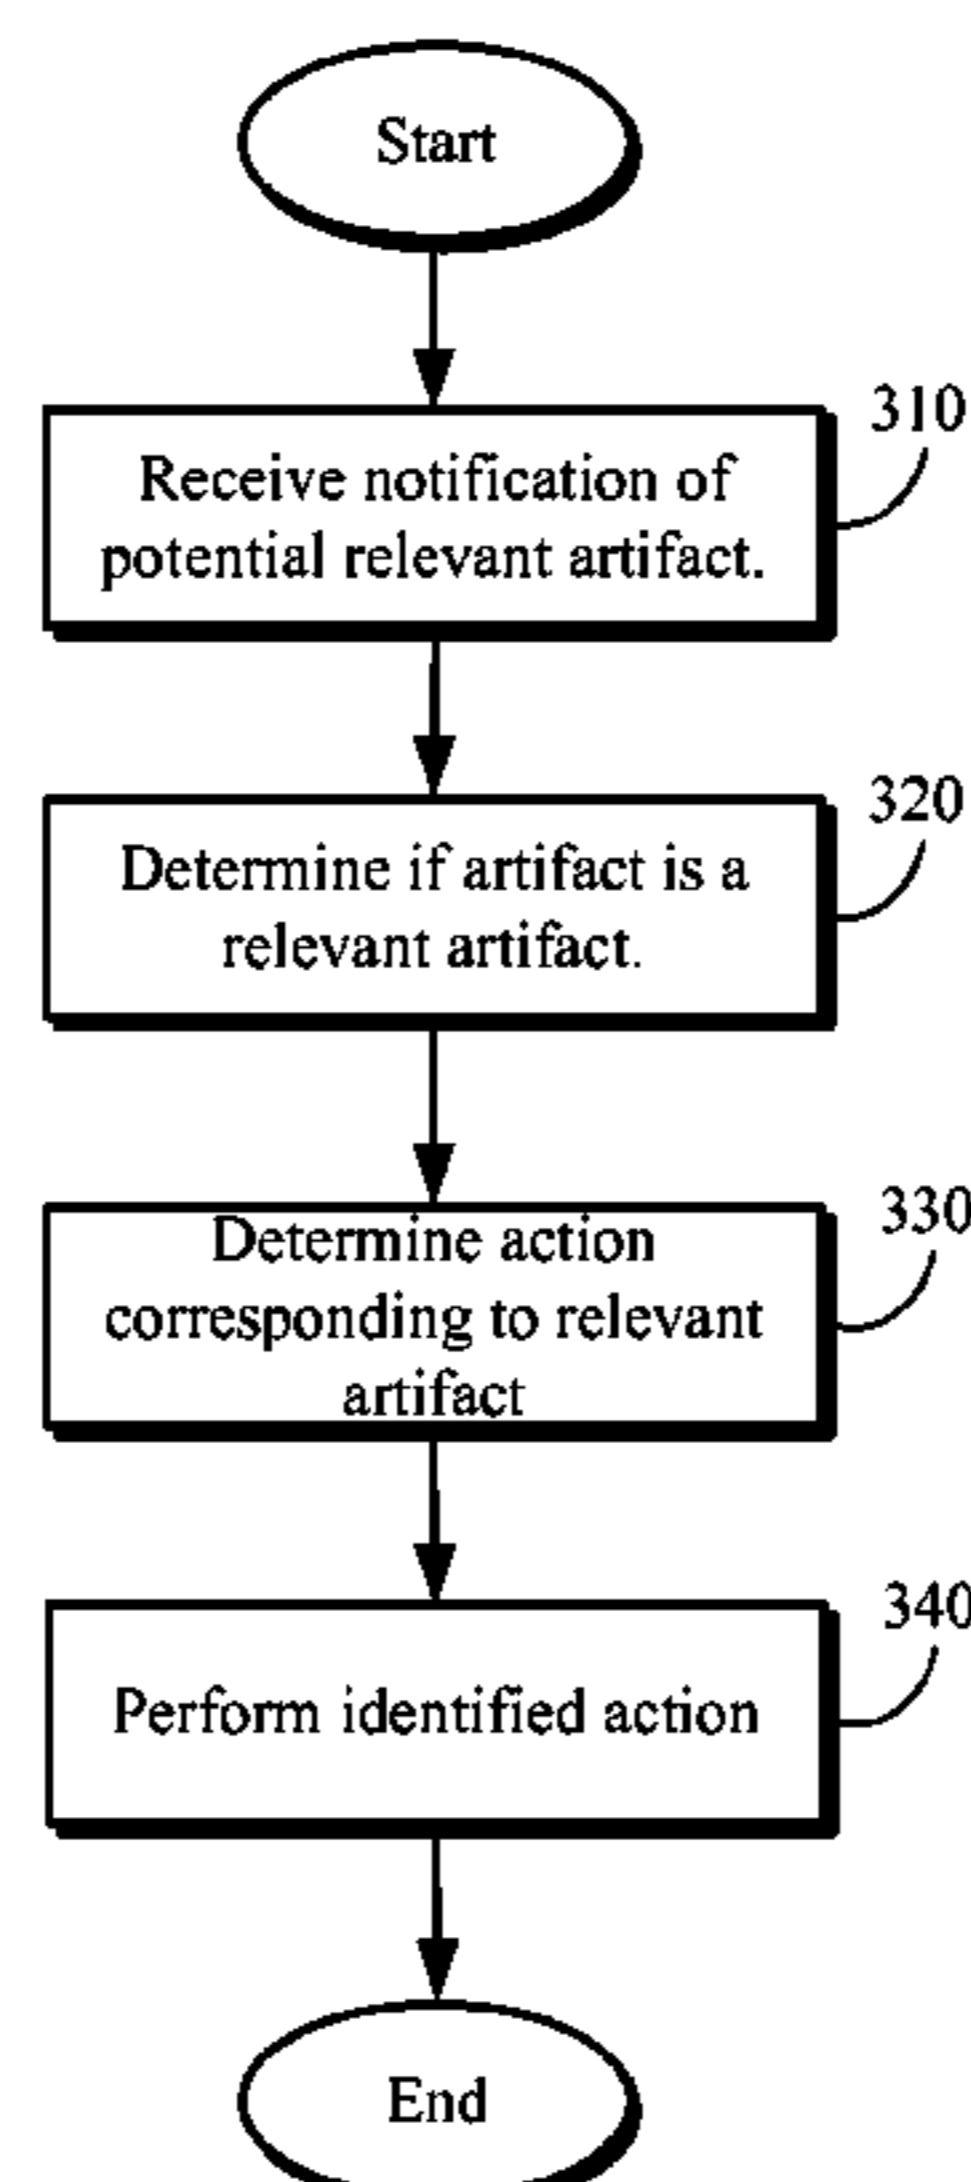 Start
310
Receive notification of
potential relevant artifact.
320
Determine if artifact is a
relevant artifact.
330
Determine action
corresponding to relevant
artifact
340
Perform identified action
End